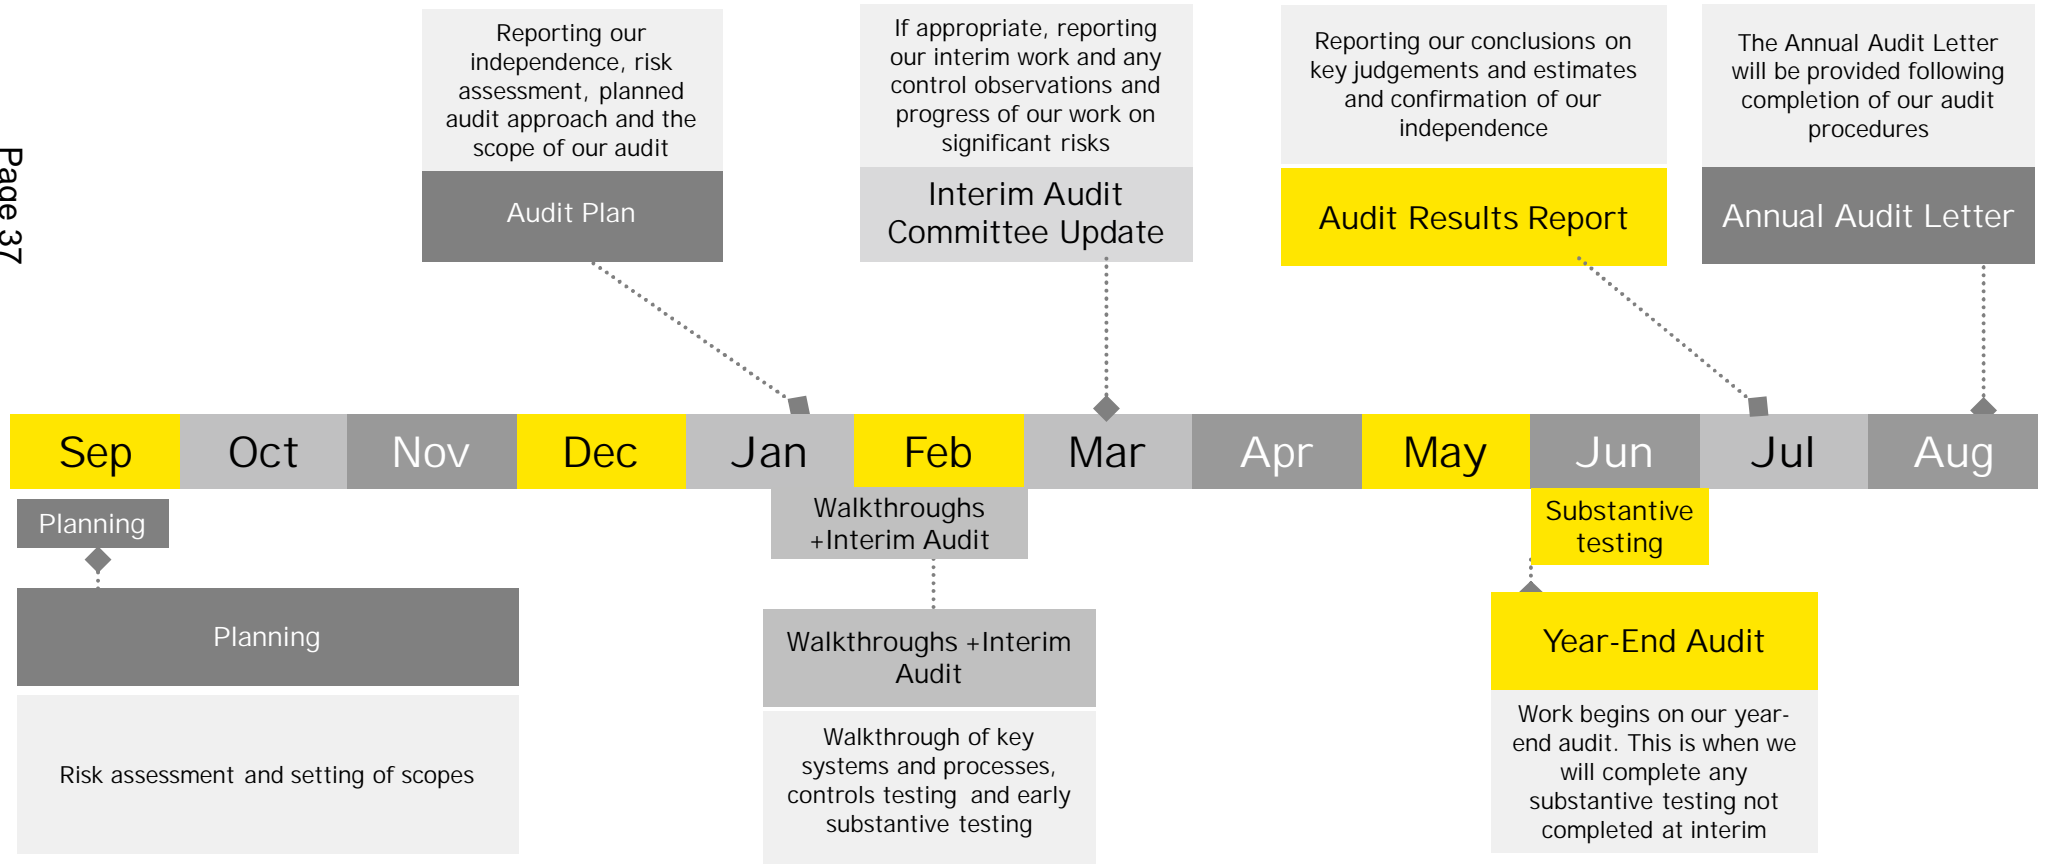 Page 37
Reporting our
independence, risk
assessment, planned
audit approach and the
scope of our audit
Audit Plan
If appropriate, reporting
our interim work and any
control observations and
progress of our work on
significant risks
Interim Audit
Committee Update
Reporting our conclusions on
key judgements and estimates
and confirmation of our
independence
Audit Results Report
The Annual Audit Letter
will be provided following
completion of our audit
procedures
Annual Audit Letter
Sep Oct Nov Dec Jan Feb Mar Apr May Jun Jul Aug
Planning
Planning
Risk assessment and setting of scopes
Walkthroughs
+Interim Audit
Walkthroughs +Interim
Audit
Walkthrough of key
systems and processes,
controls testing and early
substantive testing
Substantive
testing
Year-End Audit
Work begins on our year-
end audit. This is when we
will complete any
substantive testing not
completed at interim